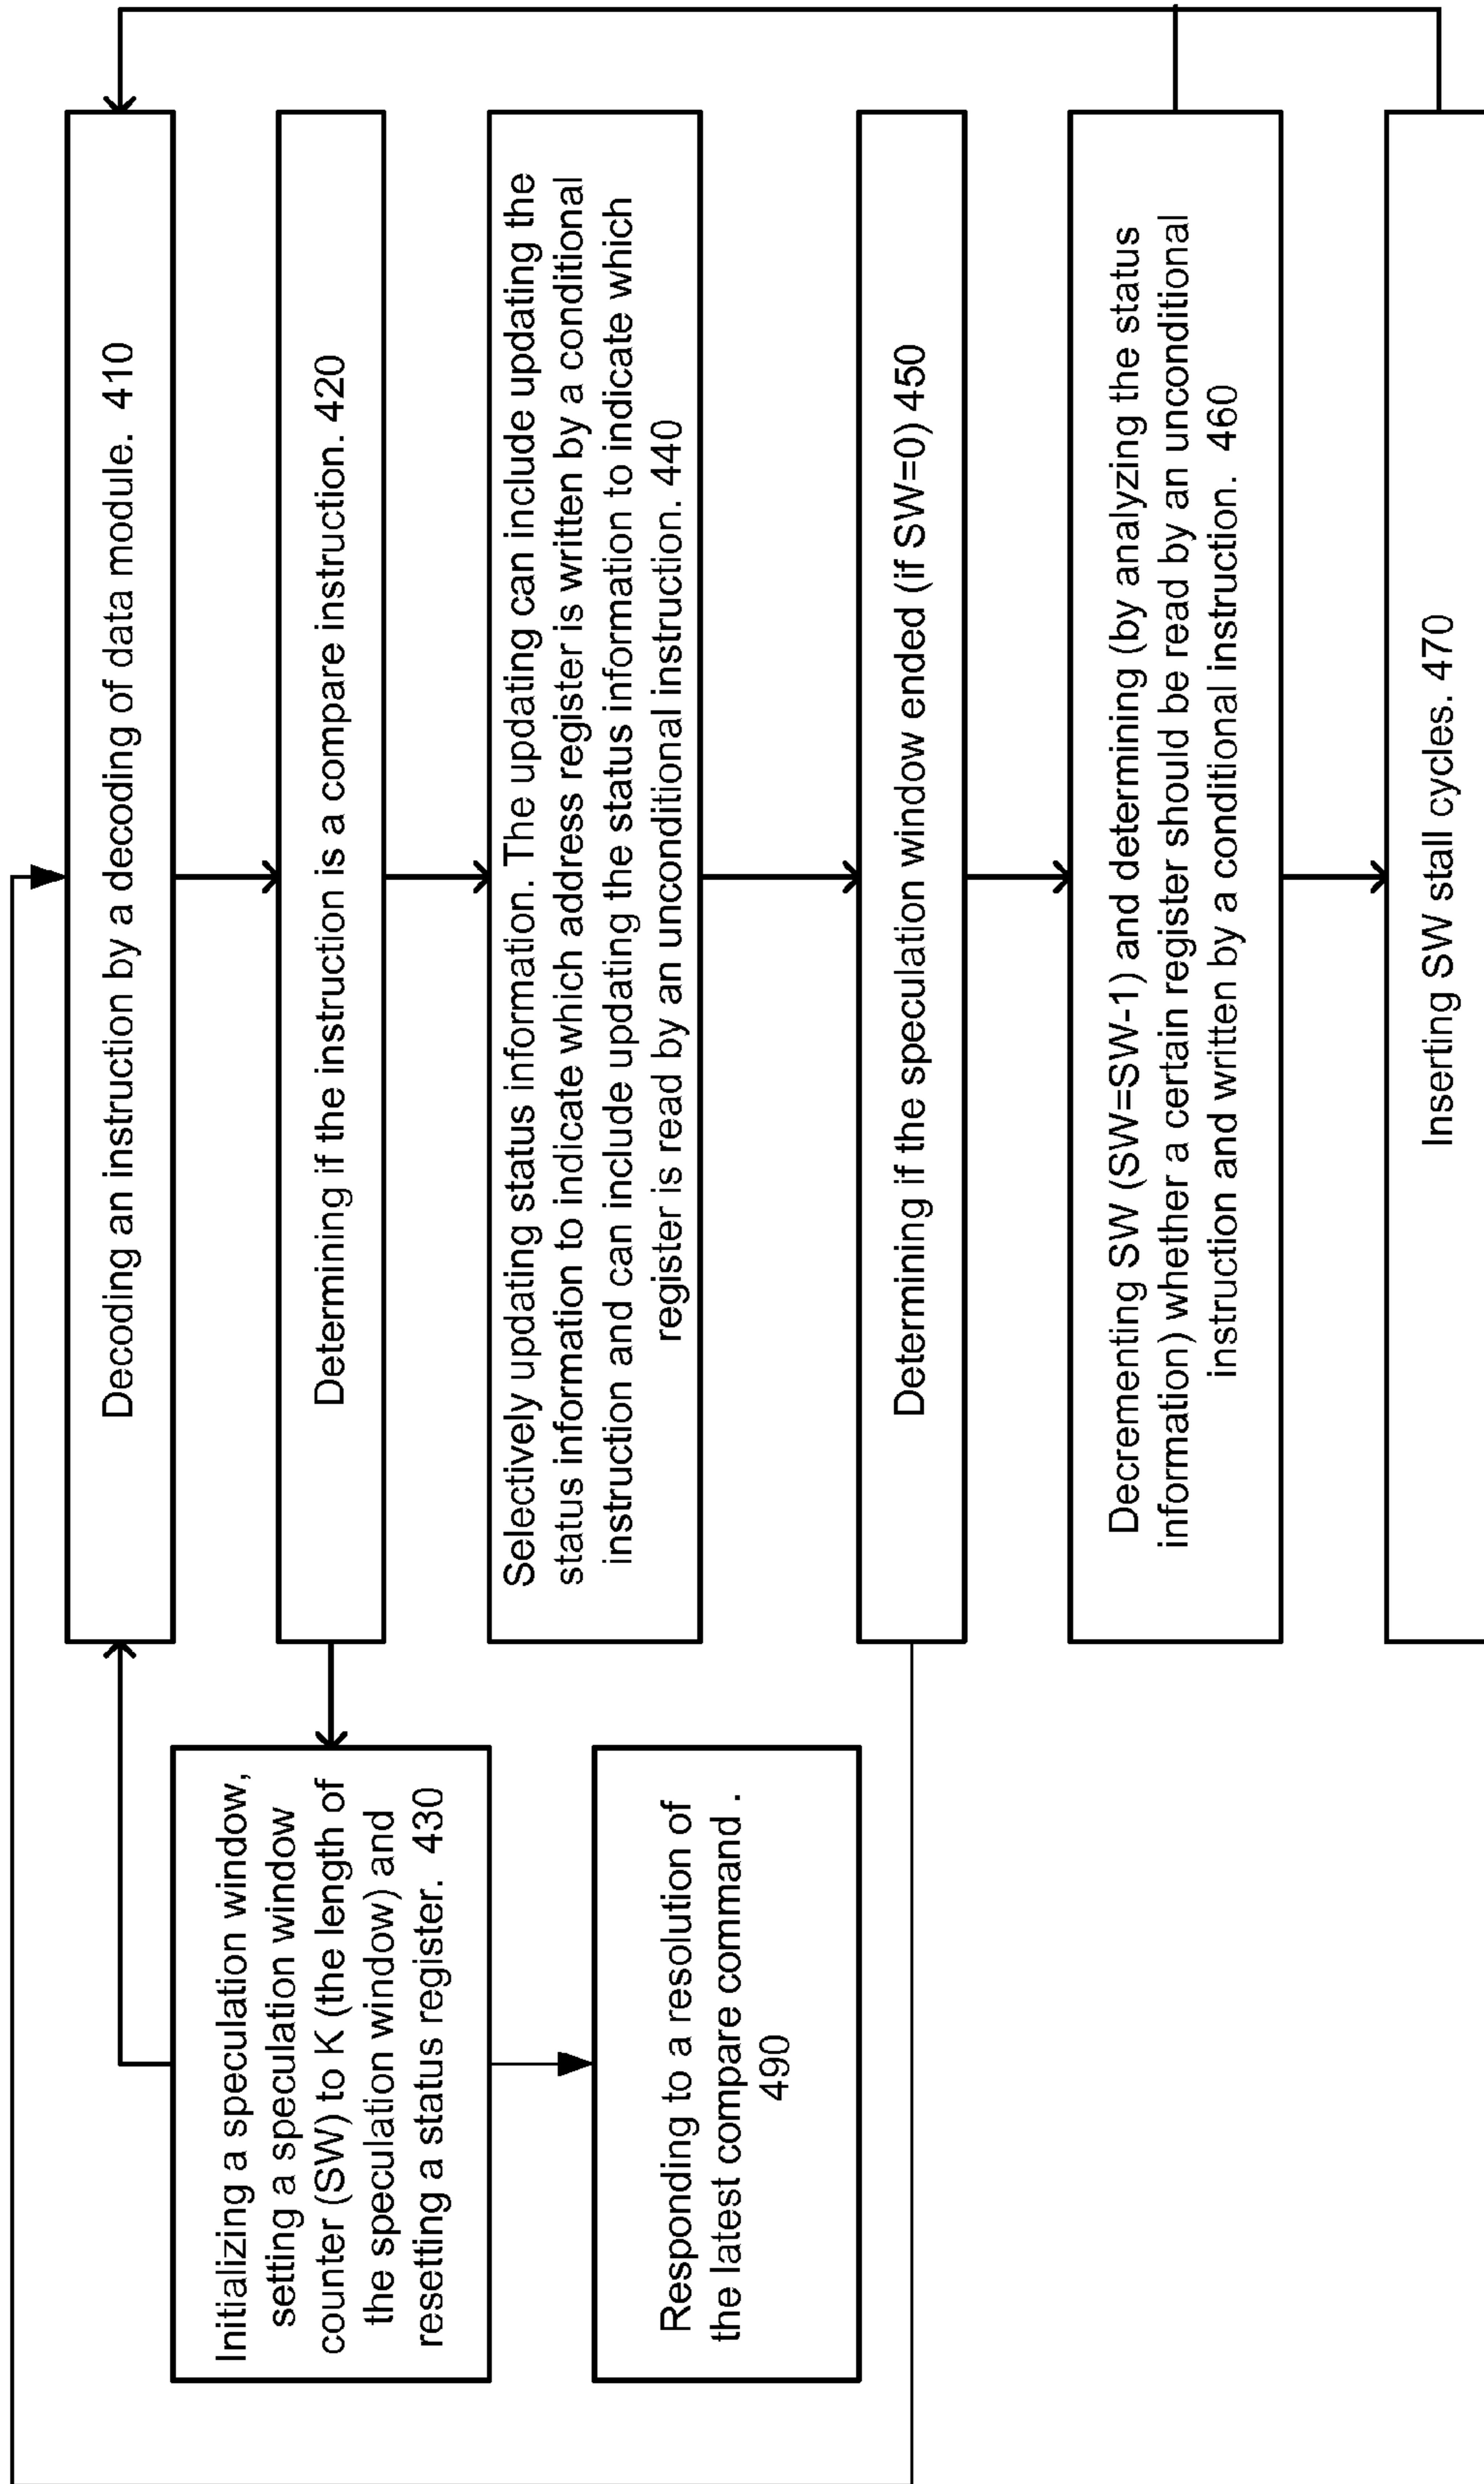 Decoding an instruction by a decoding of data module. 410
Determining if the instruction is a compare instruction. 420
Initializing a speculation window,
setting a speculation window
counter (SW) to K (the length of
the speculation window) and
resetting a status register. 430
Selectively updating status information. The updating can include updating the
status information to indicate which address register is written by a conditional
instruction and can include updating the status information to indicate which
register is read by an unconditional instruction. 440
Responding to a resolution of
the latest compare command .
490
Determining if the speculation window ended (if SW=0) 450
Decrementing SW (SW=SW-1) and determining (by analyzing the status
information) whether a certain register should be read by an unconditional
instruction and written by a conditional instruction. 460
Inserting SW stall cycles. 470